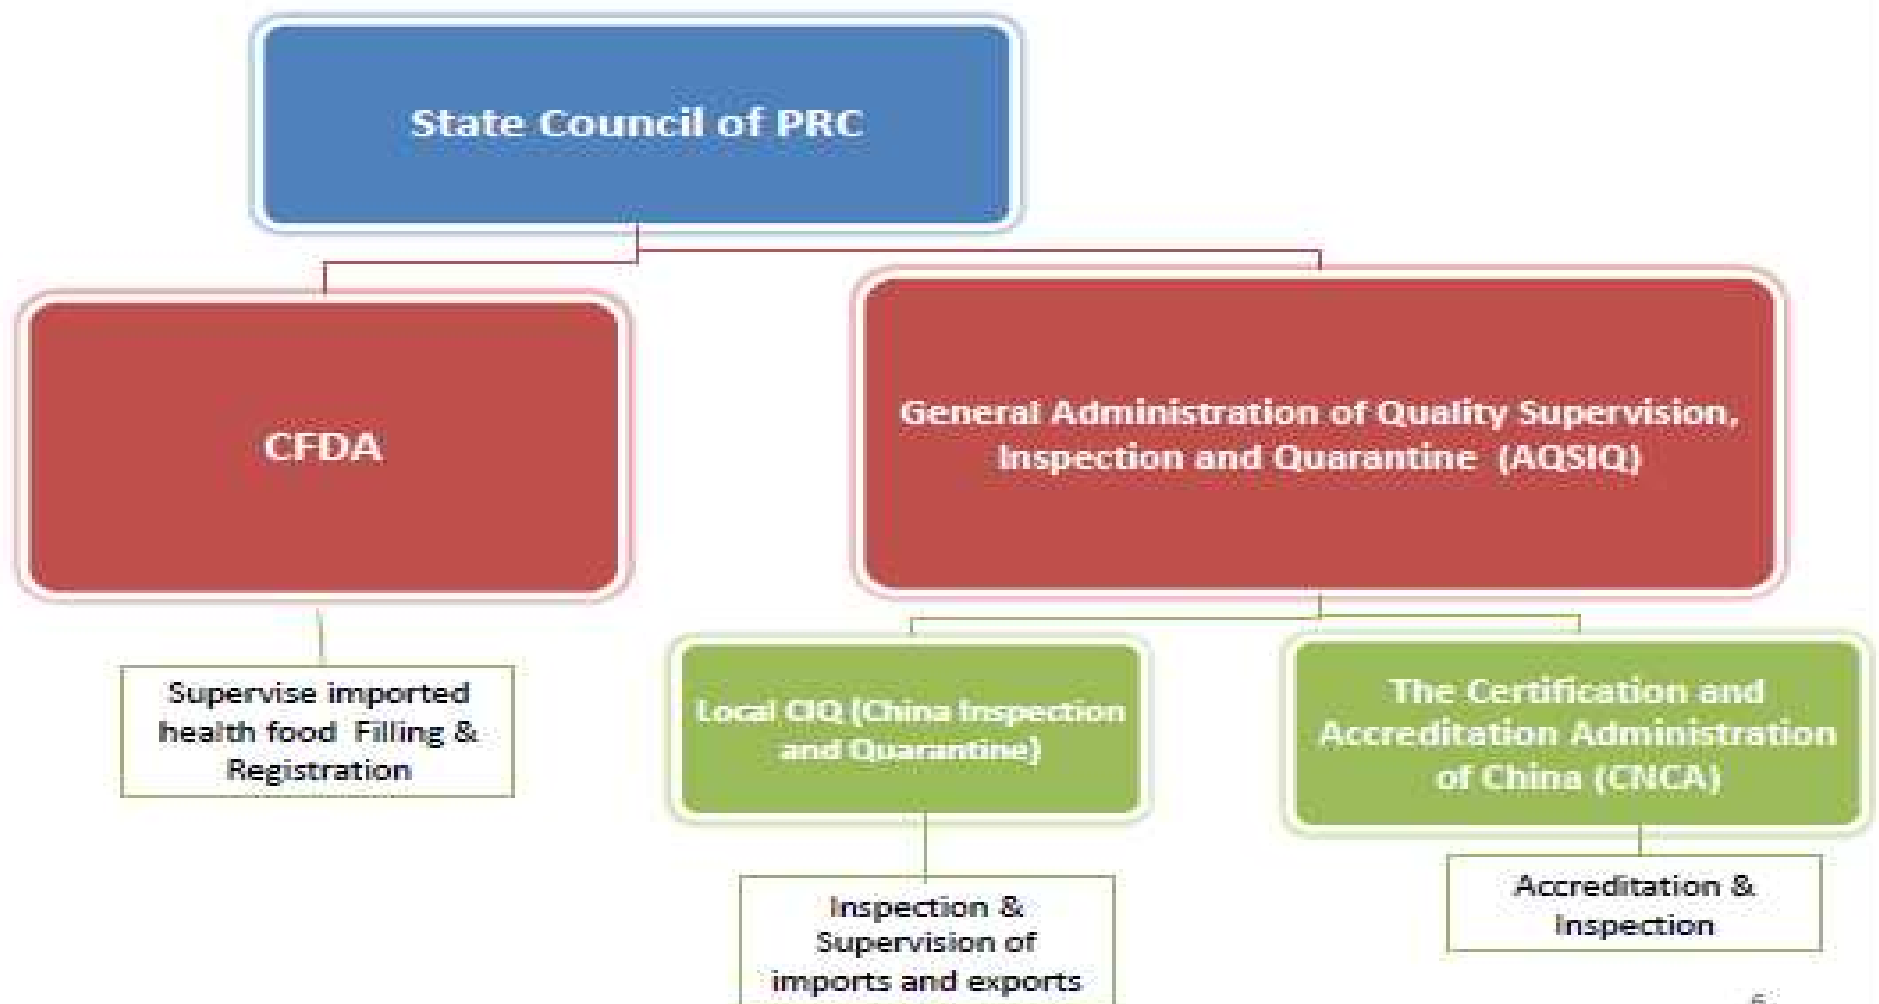 State Council of PRC
CFDA
General Administration of Quality Supervision,
Inspection and Quarantine (AQSIQ)
Supervise imported
health food Filling &
Registration
Local CIQ (China Inspection
and Quarantine)
The Certification and
Accreditation Administration
of China (CNCA)
Inspection &
Supervision of
imports and exports
Accreditation &
Inspection